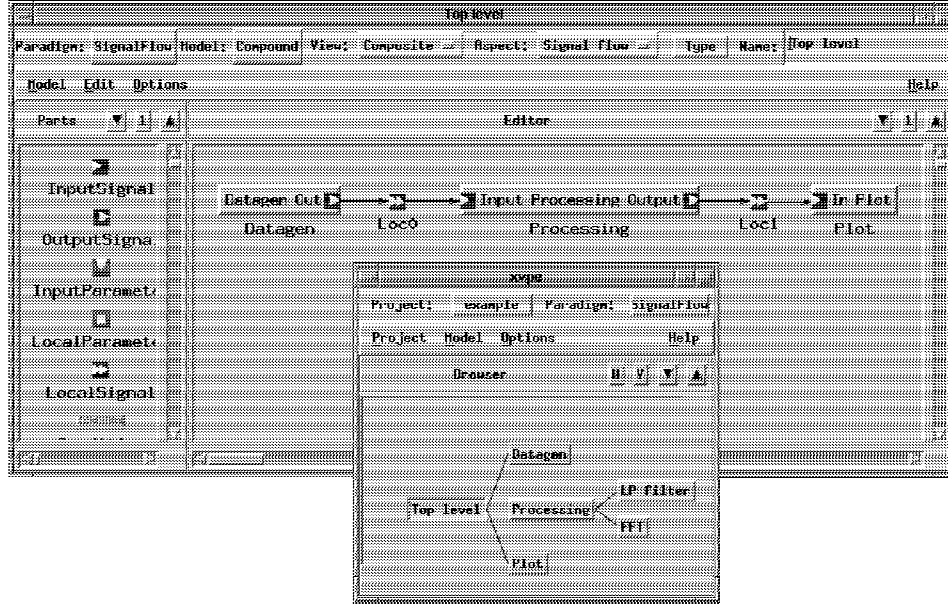 Top level
Paradigm: SignalFlow Model: Compound View: Composite Aspect: Signal flow Type Name: Top level
Model Edit Options Help
Parts 1 Editor 1
InputSignal
OutputSigna
InputParamet
LocalParamet
LocalSignal
Datagen Out Input Processing Output In Plot
Datagen Loc0 Processing Loc1 Plot
xvpe
Project: example Paradigm: SignalFlow
Project Model Options Help
Browser H V
Datagen
LP filter
Top level Processing
FFT
Plot